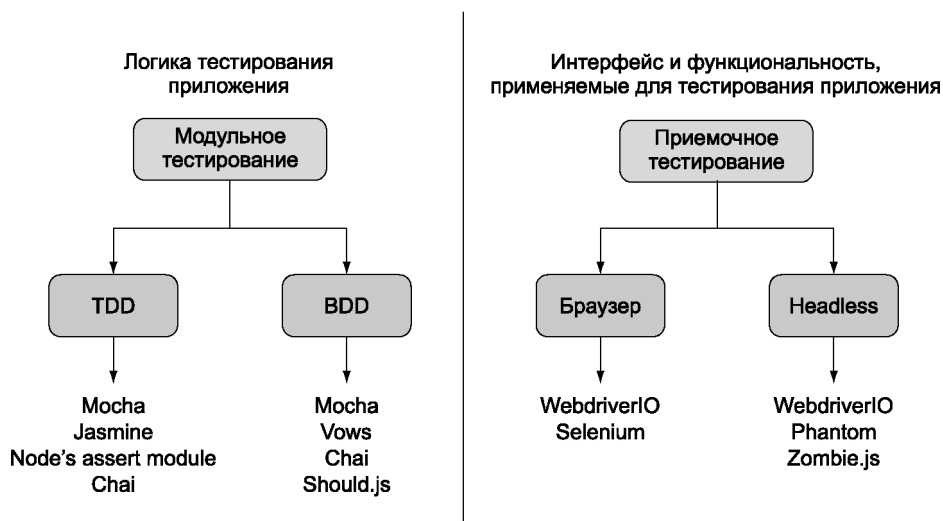 Логика тестирования
приложения
Модульное
тестирование
TDD
BDD
Mocha
Jasmine
Node's assert module
Chai
Mocha
Vows
Chai
Should.js
Интерфейс и функциональность,
применяемые для тестирования приложения
Приемочное
тестирование
Браузер
Headless
WebdriverIO
Selenium
WebdriverIO
Phantom
Zombie.js